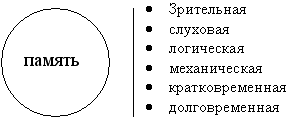 память
Зрительная
слуховая
логическая
механическая
кратковременная
долговременная